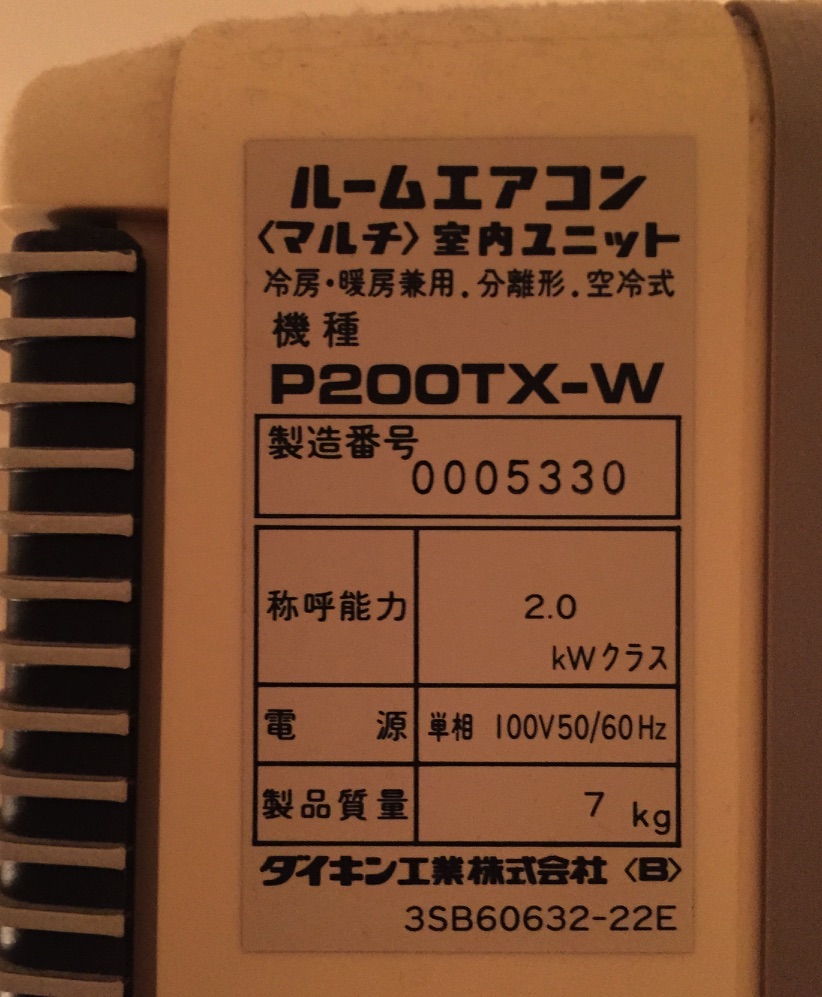 ルームエアコン
〈マルチ〉室内ユニット
冷房・暖房兼用.分離形.空冷式
機種
P200TX-W
製造番号
0005330
称呼能力 2.0
kWクラス
電源 単相 100V50/60Hz
製品質量 7 kg
ダイキン工業株式会社〈B〉
3SB60632-22E